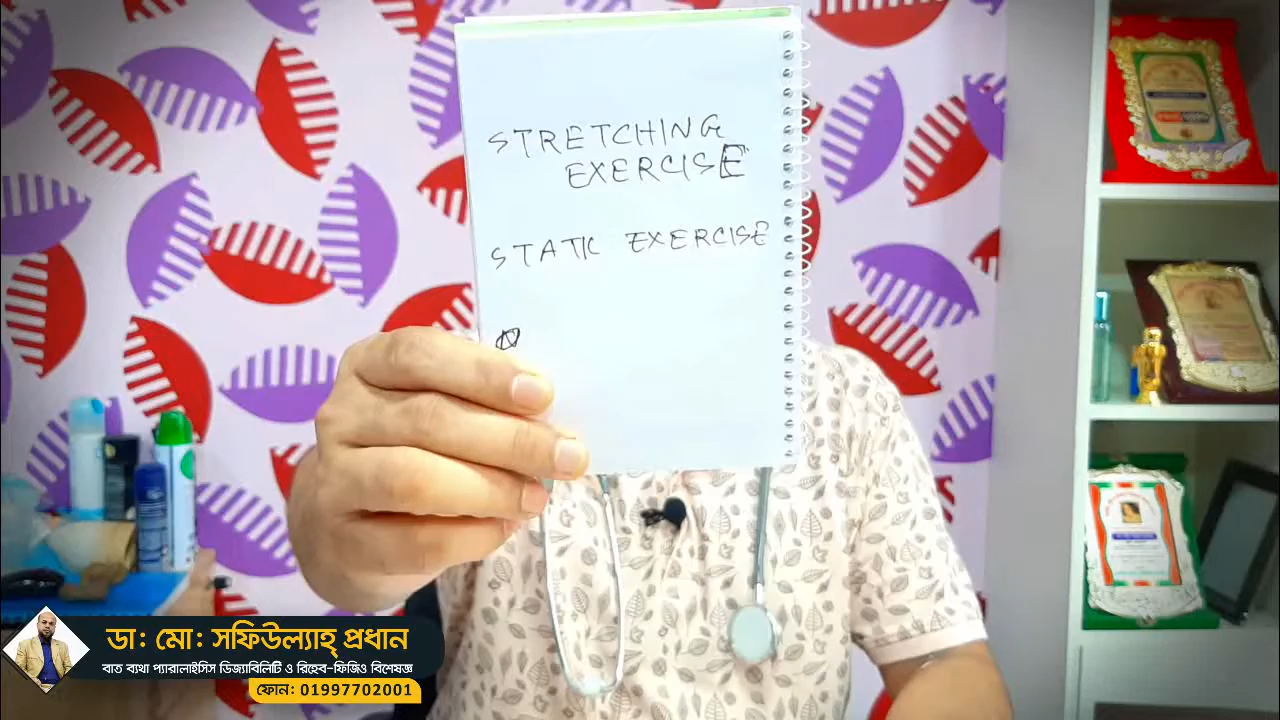 STRETCHING
EXERCISE
STATIC EXERCISE
ডা: মো: সফিউল্যাহ্ প্রধান
বাত ব্যথা প্যারালাইসিস ডিজ্যাবিলিটি ও রিহেব-ফিজিও বিশেষজ্ঞ
ফোন: 01997702001